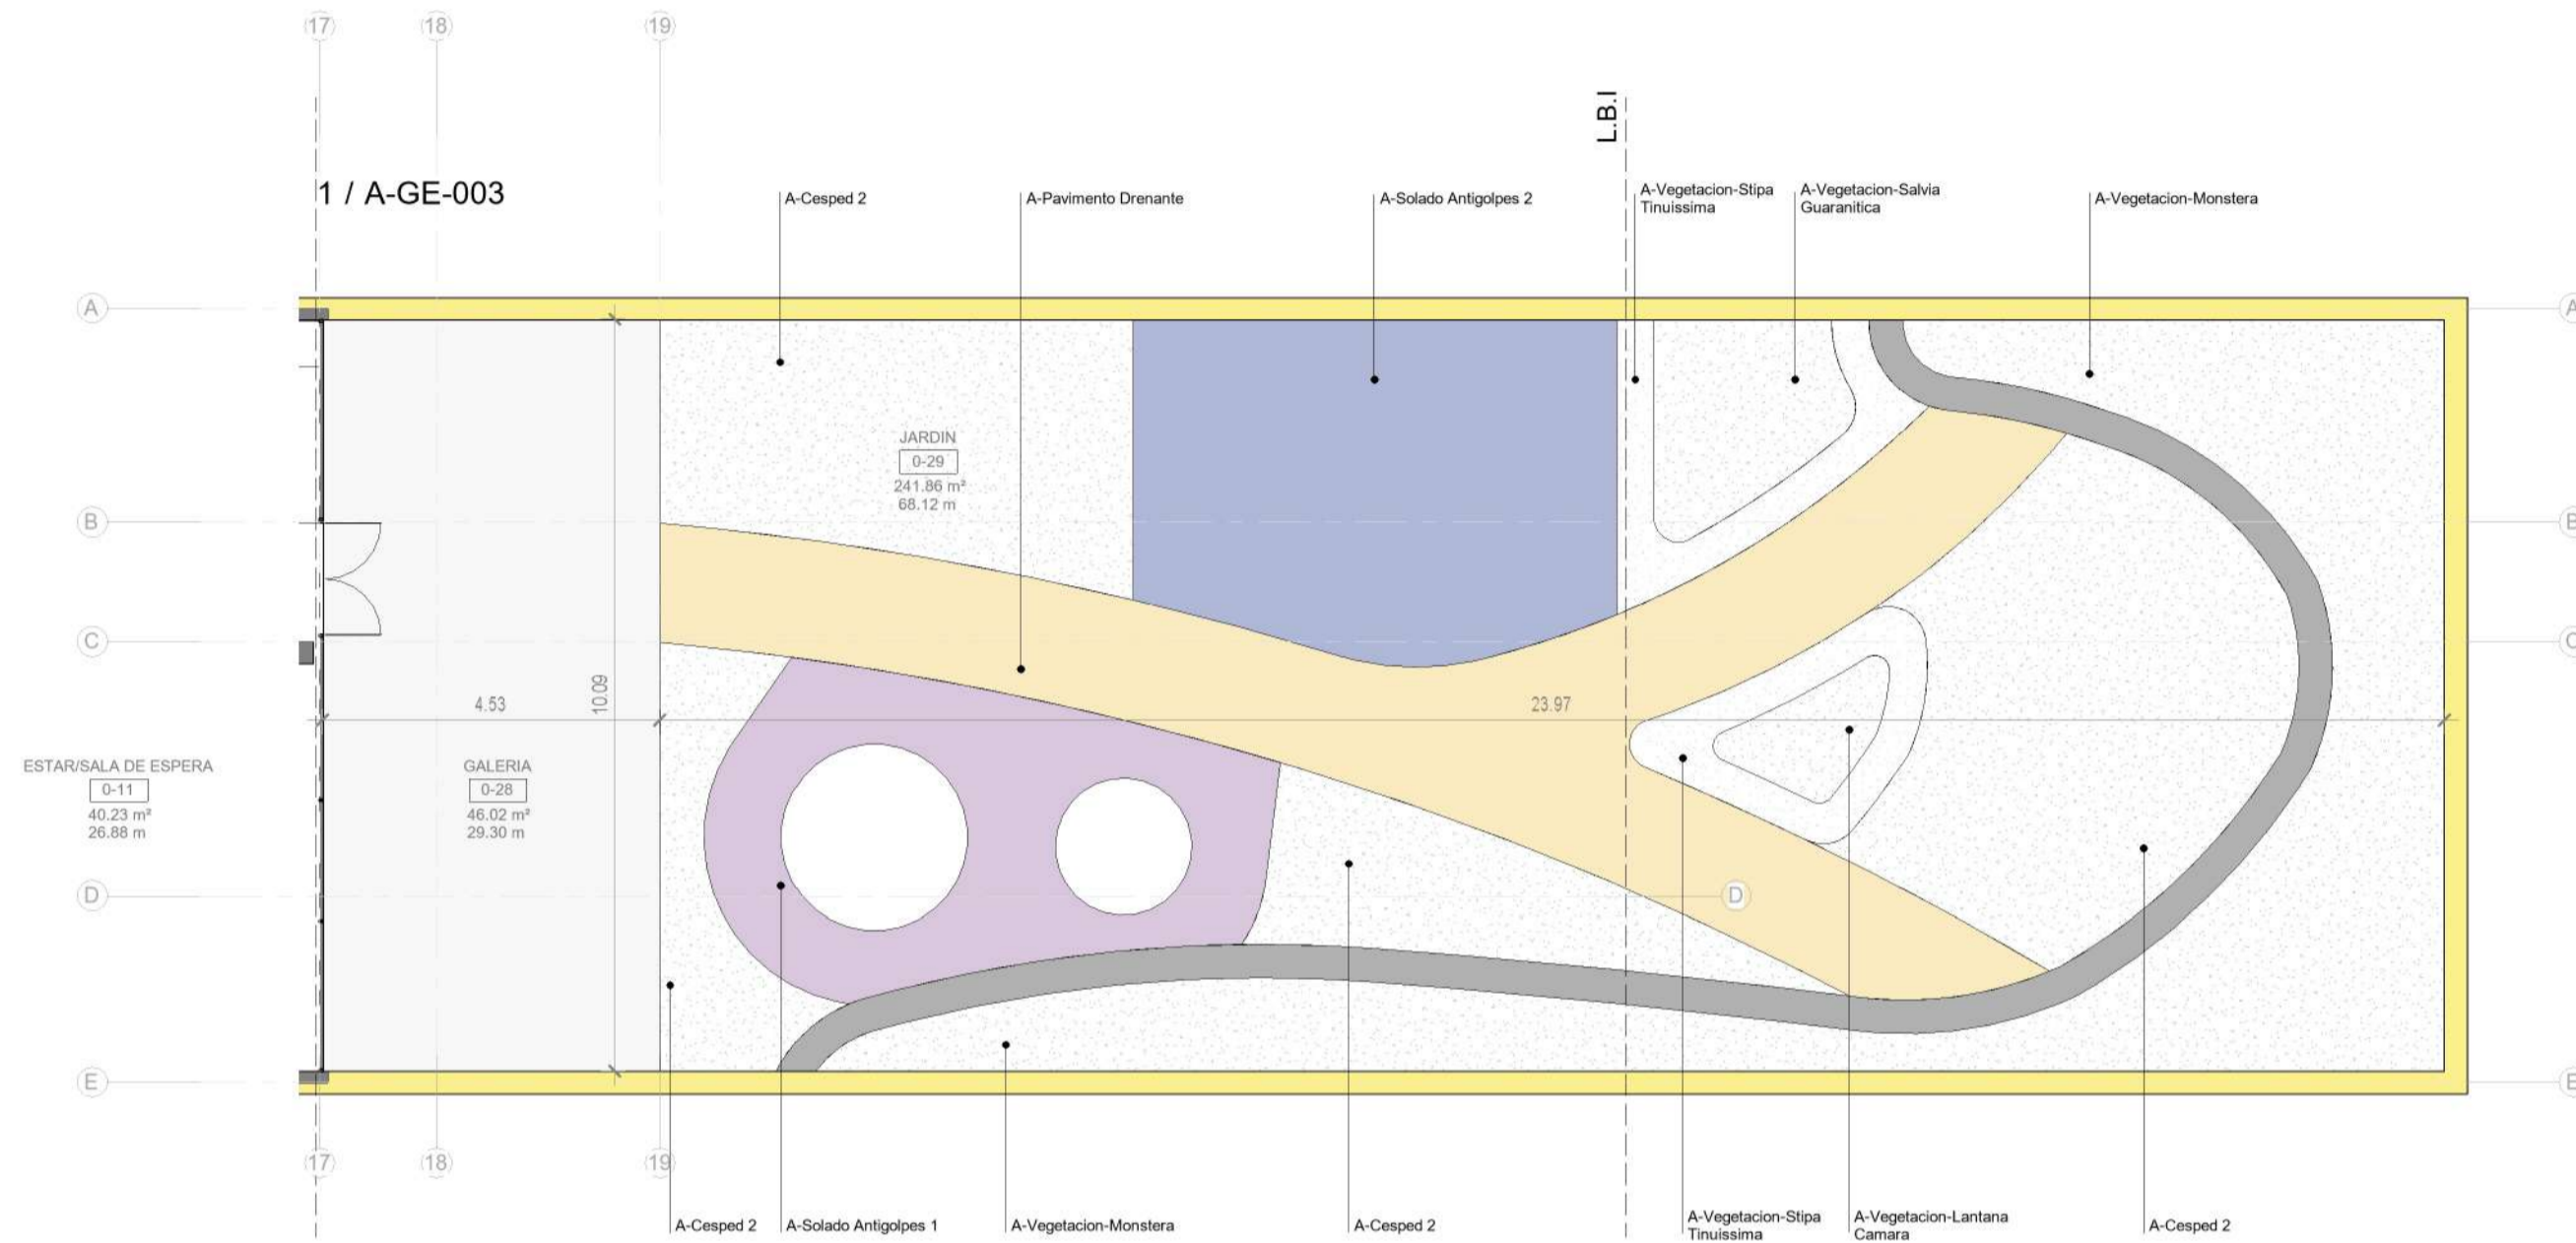 17
18
19
L.B.I
1 / A-GE-003
A-Cesped 2
A-Pavimento Drenante
A-Solado Antigolpes 2
A-Vegetacion-Stipa
Tinuissima
A-Vegetacion-Salvia
Guaranitica
A-Vegetacion-Monstera
A
A
JARDIN
0-29
241.86 m²
68.12 m
B
B
C
C
4.53
10.09
23.97
ESTAR/SALA DE ESPERA
0-11
40.23 m²
26.88 m
GALERIA
0-28
46.02 m²
29.30 m
D
D
E
E
17
18
19
A-Cesped 2
A-Solado Antigolpes 1
A-Vegetacion-Monstera
A-Cesped 2
A-Vegetacion-Stipa
Tinuissima
A-Vegetacion-Lantana
Camara
A-Cesped 2